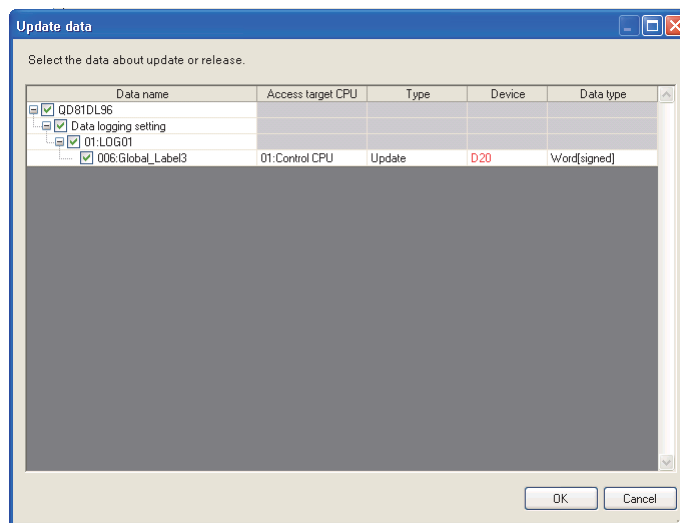 Update data
Select the data about update or release.
Data name Access target CPU Type Device Data type
QD81DL96
Data logging setting
01:LOG01
006:Global_Label3 01:Control CPU Update D20 Word[signed]
OK Cancel